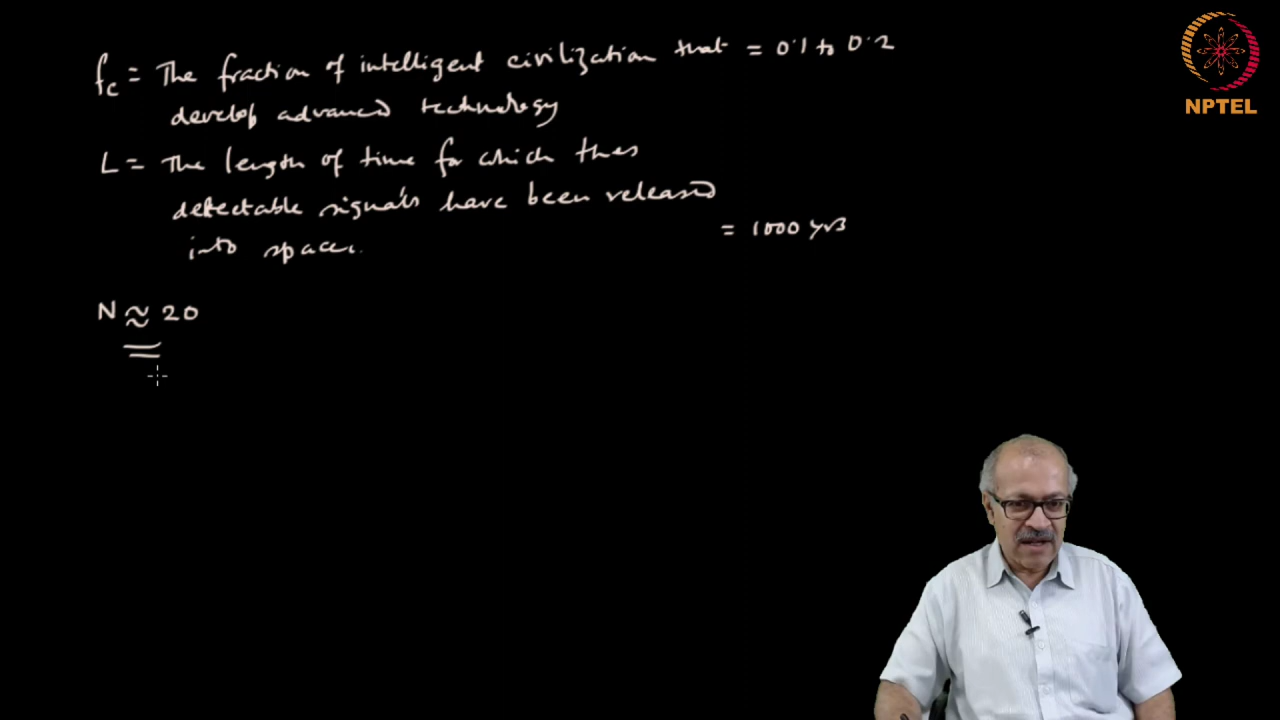 fc = The fraction of intelligent civilization that = 0.1 to 0.2
develop advanced technology
L = The length of time for which thes
detectable signals have been released
into space.
= 1000 yrs
N ≈ 20
NPTEL